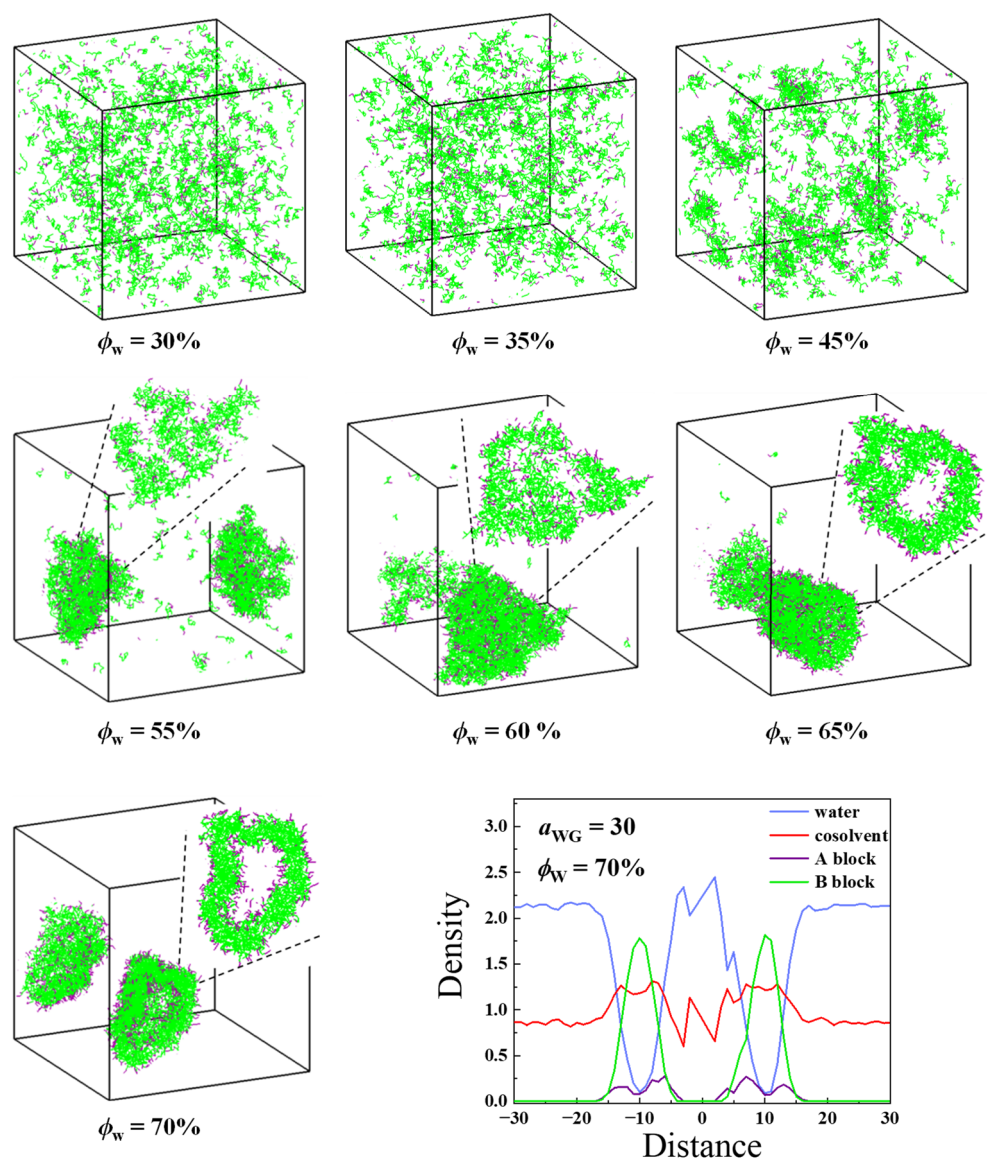 ϕw = 30%
ϕw = 35%
ϕw = 45%
ϕw = 55%
ϕw = 60 %
ϕw = 65%
ϕw = 70%
aWG = 30
ϕW = 70%
water
cosolvent
A block
B block
3.0
2.5
2.0
1.5
1.0
0.5
0.0
Density
−30 −20 −10 0 10 20 30
Distance